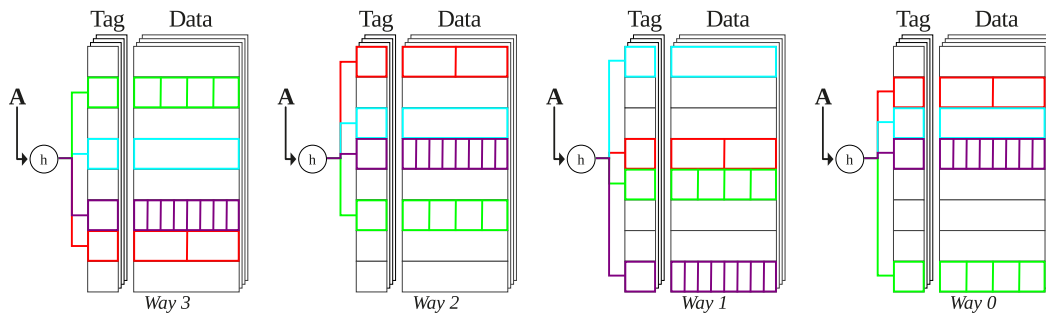 Tag Data Tag Data Tag Data Tag Data
A A A A
h h h h
Way 3 Way 2 Way 1 Way 0